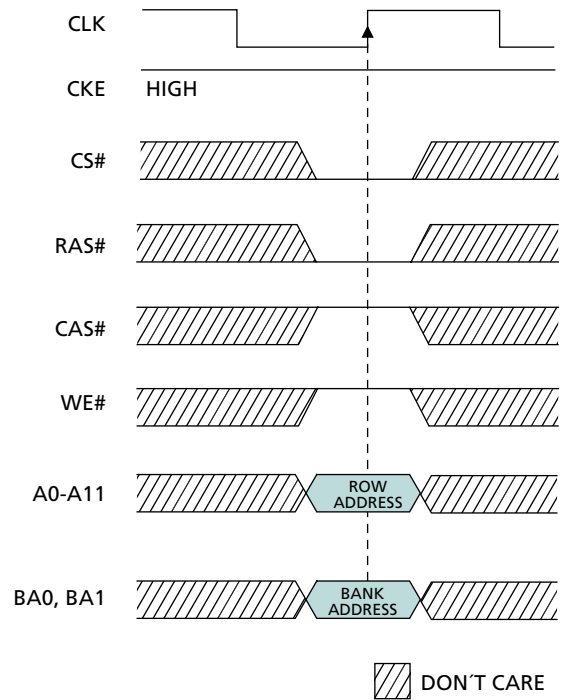 CLK
CKE HIGH
CS#
RAS#
CAS#
WE#
A0-A11 ROW
ADDRESS
BA0, BA1 BANK
ADDRESS
DON´T CARE